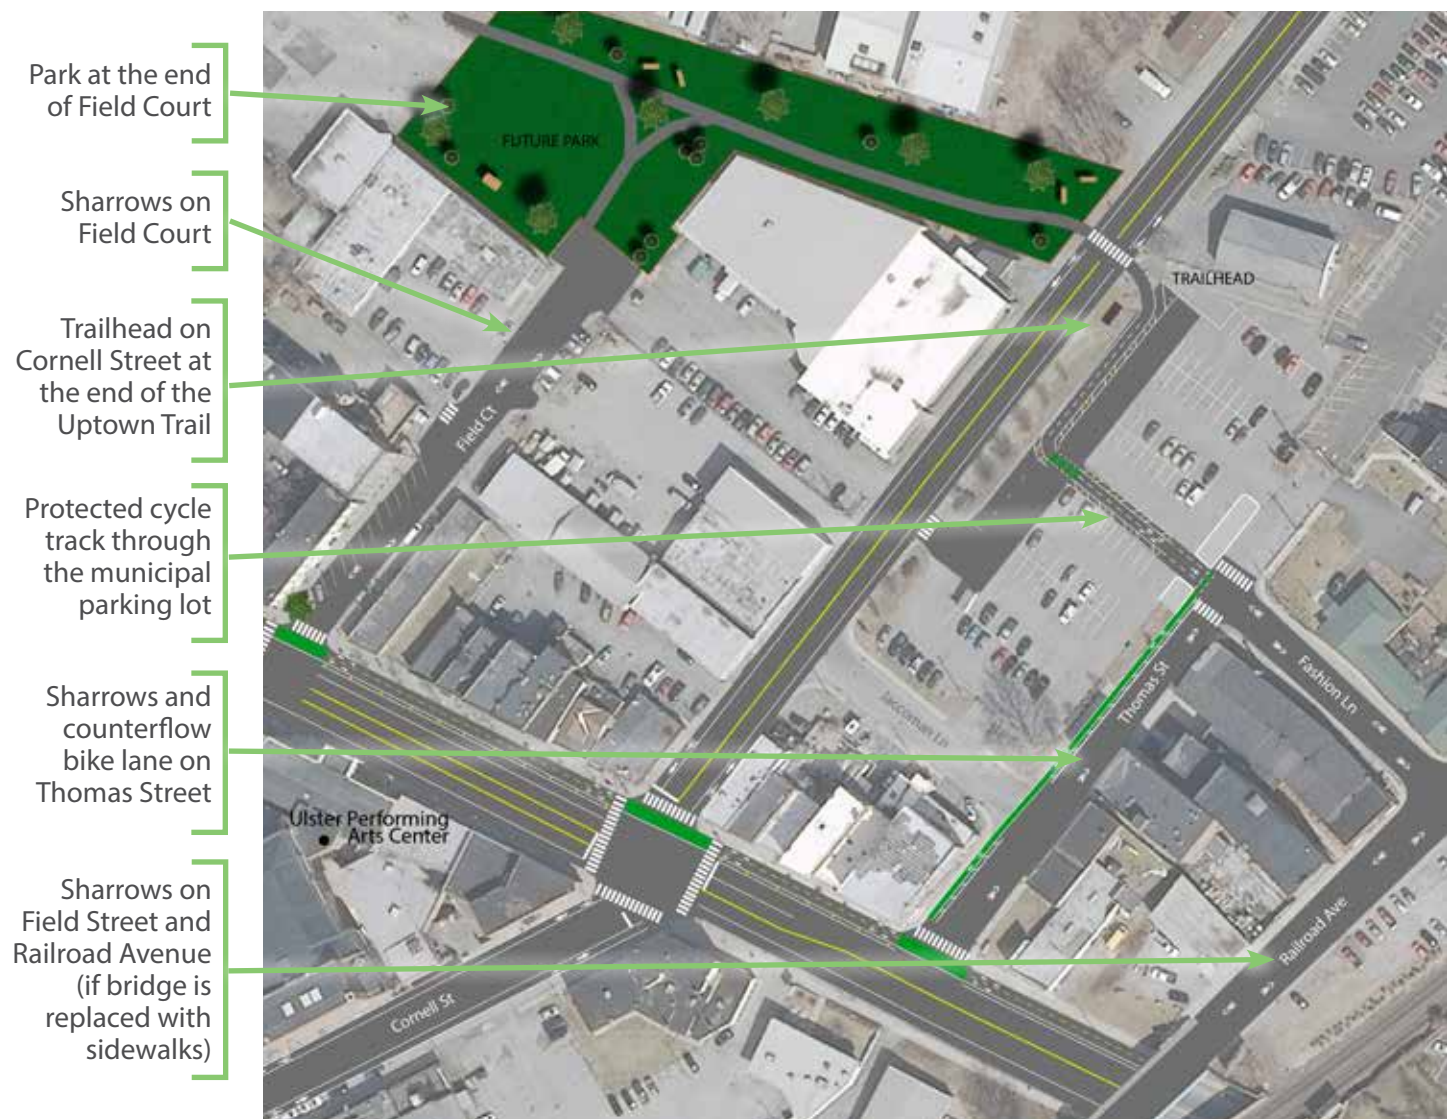 Park at the end
of Field Court
Sharrows on
Field Court
Trailhead on
Cornell Street at
the end of the
Uptown Trail
Protected cycle
track through
the municipal
parking lot
Sharrows and
counterflow
bike lane on
Thomas Street
Sharrows on
Field Street and
Railroad Avenue
(if bridge is
replaced with
sidewalks)
FUTURE PARK
TRAILHEAD
Field CT
Jaccoman Ln
Thomas St
Fashion Ln
Ulster Performing
Arts Center
Cornell St
Railroad Ave